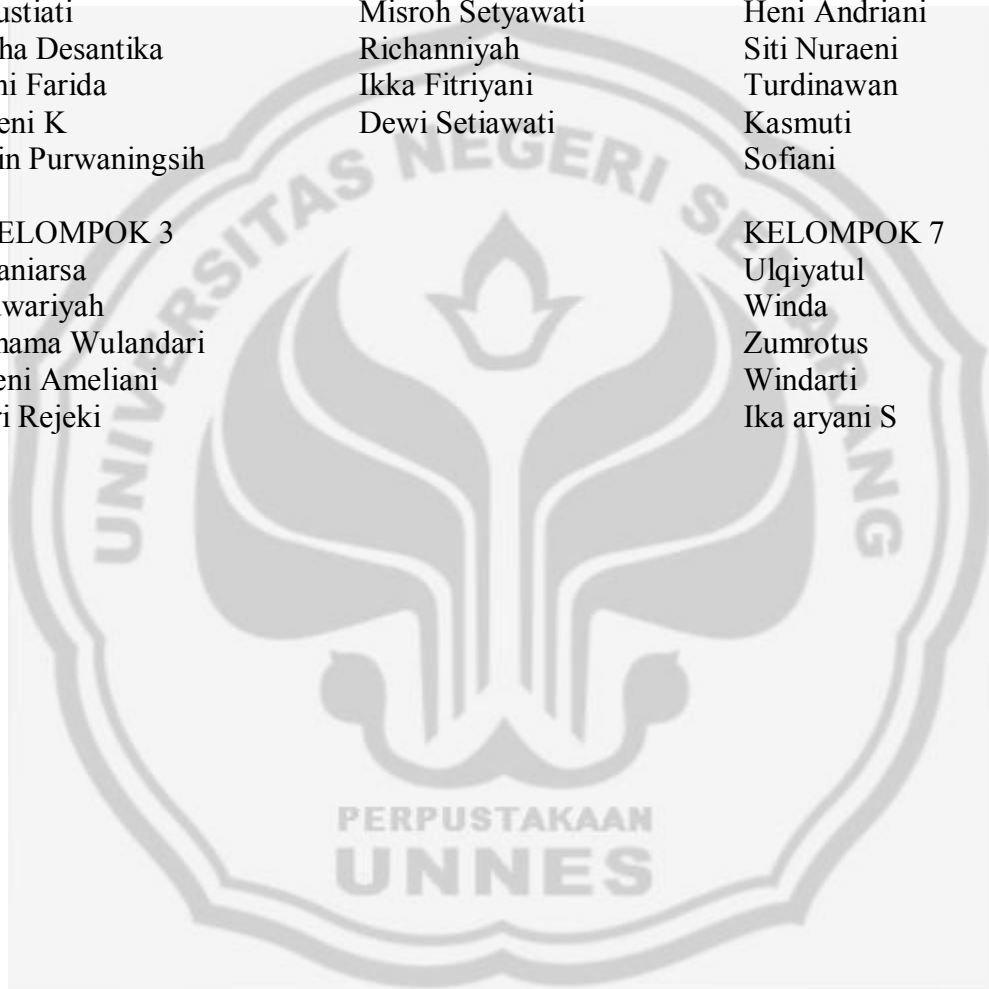 ustiati
ha Desantika
ni Farida
eni K
in Purwaningsih
ELOMPOK 3
aniarsa
wariyah
ama Wulandari
eni Ameliani
ri Rejeki
Misroh Setyawati
Richanniyah
Ikka Fitriyani
Dewi Setiawati
Heni Andriani
Siti Nuraeni
Turdinawan
Kasmuti
Sofiani
KELOMPOK 7
Ulqiyatul
Winda
Zumrotus
Windarti
Ika aryani S
UNIVERSITAS NEGERI SEMARANG
PERPUSTAKAAN
UNNES